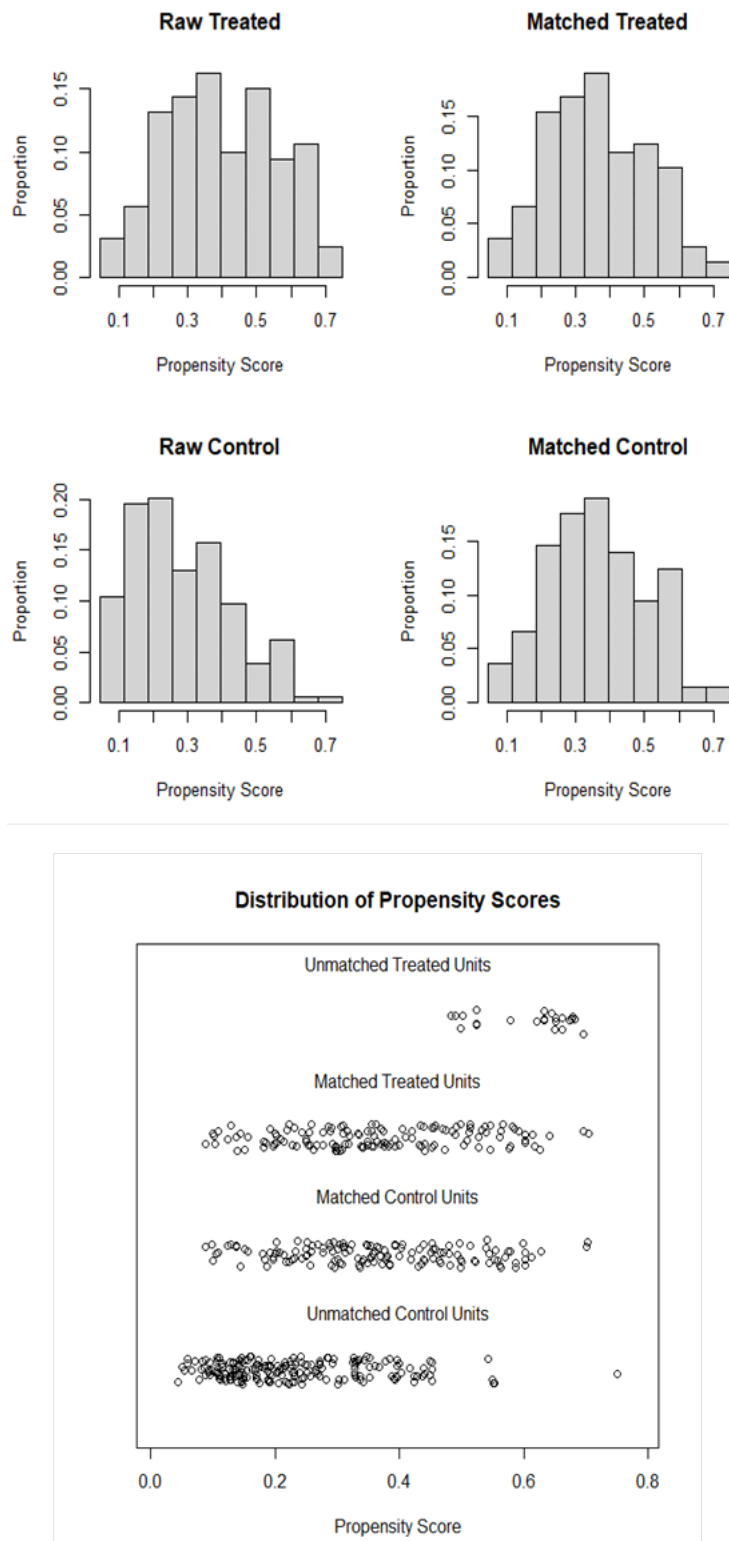 Raw Treated
Proportion
0.00 0.05 0.10 0.15
0.1 0.3 0.5 0.7
Propensity Score
Matched Treated
Proportion
0.00 0.05 0.10 0.15
0.1 0.3 0.5 0.7
Propensity Score
Raw Control
Proportion
0.00 0.05 0.10 0.15 0.20
0.1 0.3 0.5 0.7
Propensity Score
Matched Control
Proportion
0.00 0.05 0.10 0.15
0.1 0.3 0.5 0.7
Propensity Score
Distribution of Propensity Scores
Unmatched Treated Units
Matched Treated Units
Matched Control Units
Unmatched Control Units
0.0 0.2 0.4 0.6 0.8
Propensity Score